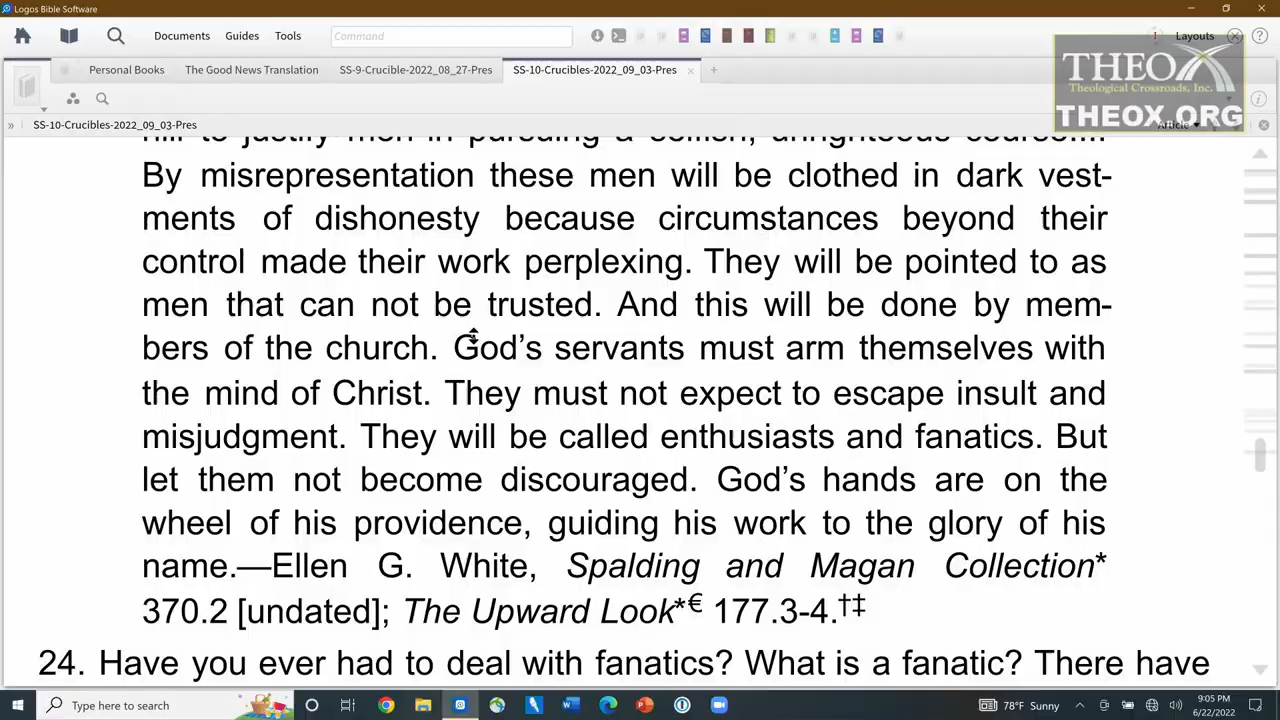 Logos Bible Software
Documents Guides Tools Command Layouts
Personal Books The Good News Translation SS-9-Crucible-2022_08_27-Pres SS-10-Crucibles-2022_09_03-Pres
THEOX
Theological Crossroads, Inc.
THEOX.ORG
» SS-10-Crucibles-2022_09_03-Pres Article
to justify men in pursuing a selfish, unrighteous course....
By misrepresentation these men will be clothed in dark vest-
ments of dishonesty because circumstances beyond their
control made their work perplexing. They will be pointed to as
men that can not be trusted. And this will be done by mem-
bers of the church. God’s servants must arm themselves with
the mind of Christ. They must not expect to escape insult and
misjudgment. They will be called enthusiasts and fanatics. But
let them not become discouraged. God’s hands are on the
wheel of his providence, guiding his work to the glory of his
name.—Ellen G. White, Spalding and Magan Collection*
370.2 [undated]; The Upward Look*€ 177.3-4.†‡
24. Have you ever had to deal with fanatics? What is a fanatic? There have
Type here to search 78°F Sunny 9:05 PM
6/22/2022